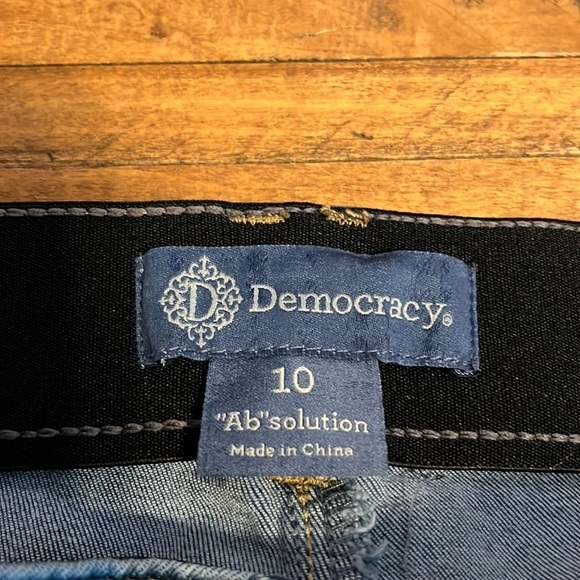 D Democracy®
10
"Ab"solution
Made in China